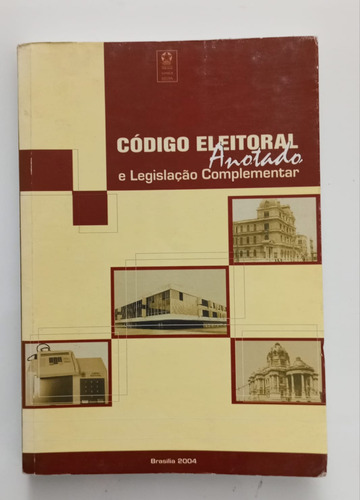 CÓDIGO ELEITORAL
Anotado
e Legislação Complementar
Brasília 2004